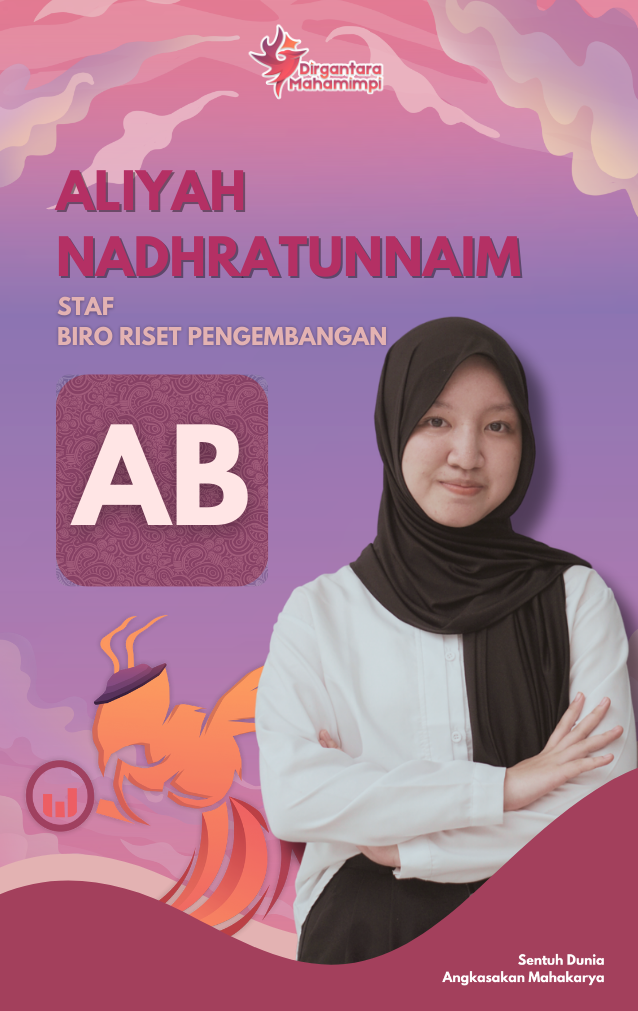 Dirgantara
Mahamimpi
ALIYAH
NADHRATUNNAIM
STAF
BIRO RISET PENGEMBANGAN
AB
Sentuh Dunia
Angkasakan Mahakarya